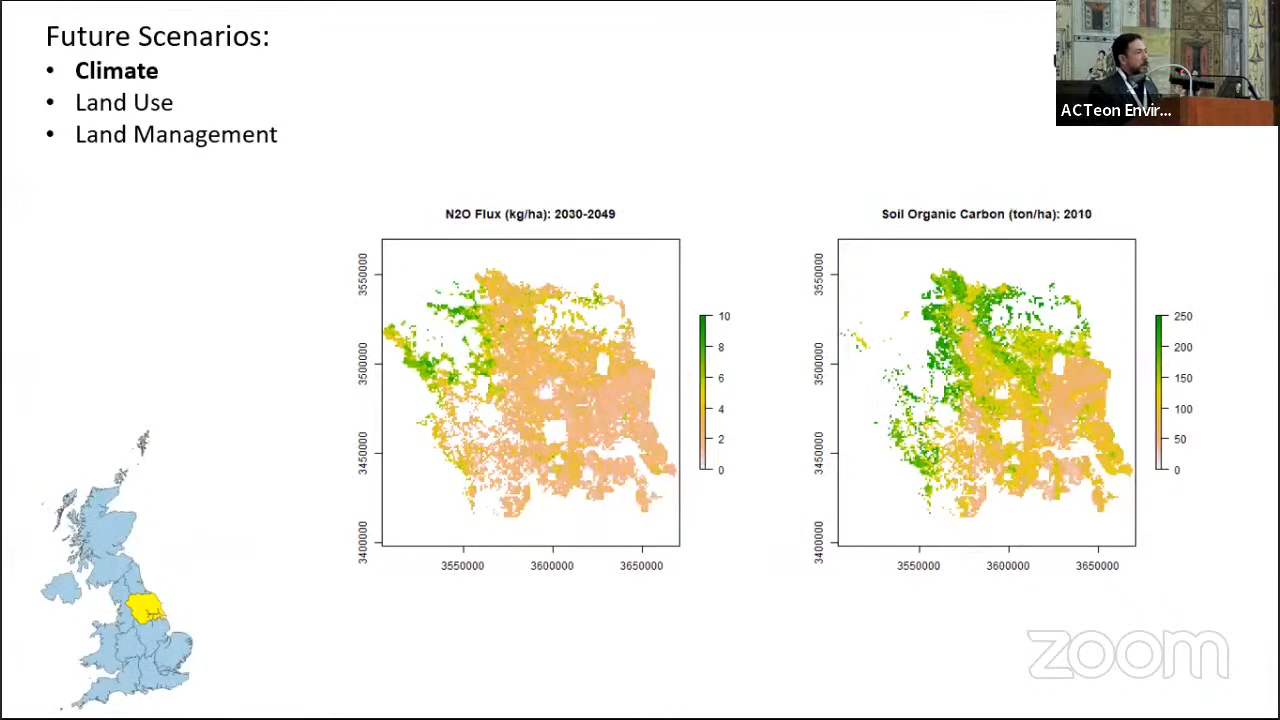 Future Scenarios:
• Climate
• Land Use
• Land Management
ACTeon Envir...
N2O Flux (kg/ha): 2030-2049
3550000
3500000
3450000
3400000
3550000 3600000 3650000
10
8
6
4
2
0
Soil Organic Carbon (ton/ha): 2010
3550000
3500000
3450000
3400000
3550000 3600000 3650000
250
200
150
100
50
0
zoom